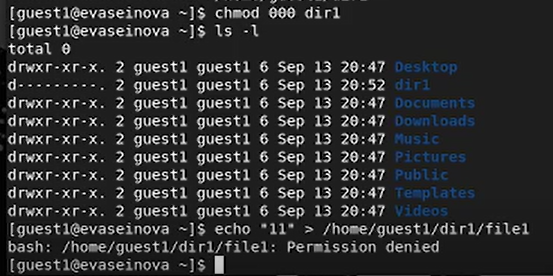 [guest1@evaseinova ~]$ chmod 000 dir1
[guest1@evaseinova ~]$ ls -l
total 0
drwxr-xr-x. 2 guest1 guest1 6 Sep 13 20:47 Desktop
d---------. 2 guest1 guest1 6 Sep 13 20:52 dir1
drwxr-xr-x. 2 guest1 guest1 6 Sep 13 20:47 Documents
drwxr-xr-x. 2 guest1 guest1 6 Sep 13 20:47 Downloads
drwxr-xr-x. 2 guest1 guest1 6 Sep 13 20:47 Music
drwxr-xr-x. 2 guest1 guest1 6 Sep 13 20:47 Pictures
drwxr-xr-x. 2 guest1 guest1 6 Sep 13 20:47 Public
drwxr-xr-x. 2 guest1 guest1 6 Sep 13 20:47 Templates
drwxr-xr-x. 2 guest1 guest1 6 Sep 13 20:47 Videos
[guest1@evaseinova ~]$ echo "11" > /home/guest1/dir1/file1
bash: /home/guest1/dir1/file1: Permission denied
[guest1@evaseinova ~]$